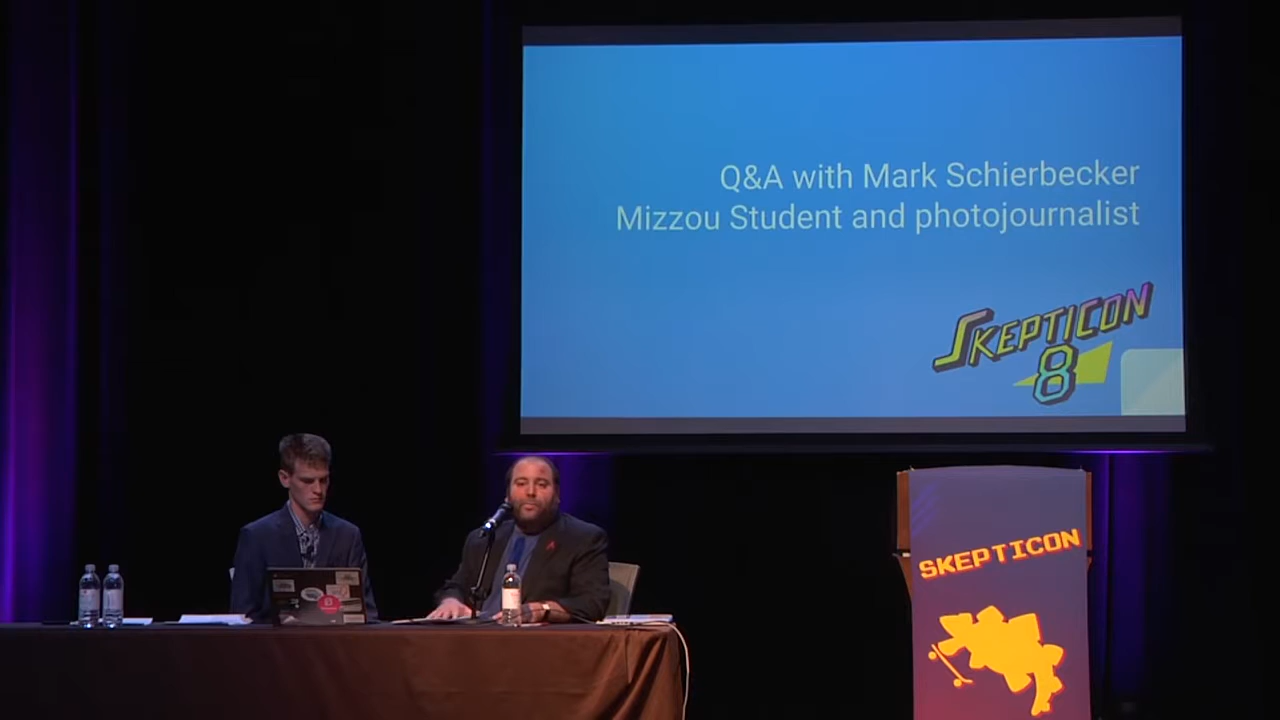 Q&A with Mark Schierbecker
Mizzou Student and photojournalist
SKEPTICON
8
SKEPTICON